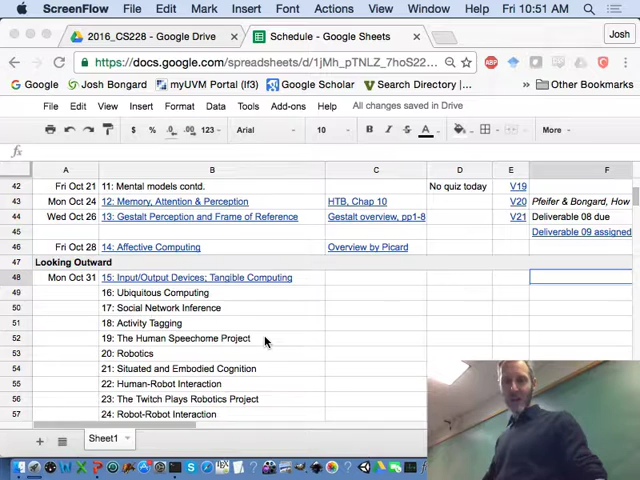 ScreenFlow File Edit Mark Insert Font Actions Arrange View Window Help Fri Oct 30 10:51 AM
2016_CS228 - Google Drive Schedule - Google Sheets Josh
https://docs.google.com/spreadsheets/d/1jMh_pTNLZ_7hoS22...
Google Josh Bongard myUVM Portal (lf3) Google Scholar Search Directory / Other Bookmarks
File Edit View Insert Format Data Tools Add-ons Help All changes saved in Drive
$ % .0 .00 123 Arial 10 B I S A More
fx
A B C D E F
42 Fri Oct 21 11: Mental models contd. No quiz today V19
43 Mon Oct 24 12: Memory, Attention & Perception HTB, Chap 10 V20 Pfeifer & Bongard, How
44 Wed Oct 26 13: Gestalt Perception and Frame of Reference Gestalt overview, pp1-8 V21 Deliverable 08 due
45 Deliverable 09 assigned
46 Fri Oct 28 14: Affective Computing Overview by Picard
47 Looking Outward
48 Mon Oct 31 15: Input/Output Devices; Tangible Computing
49 16: Ubiquitous Computing
50 17: Social Network Inference
51 18: Activity Tagging
52 19: The Human Speechome Project
53 20: Robotics
54 21: Situated and Embodied Cognition
55 22: Human-Robot Interaction
56 23: The Twitch Plays Robotics Project
57 24: Robot-Robot Interaction
Sheet1